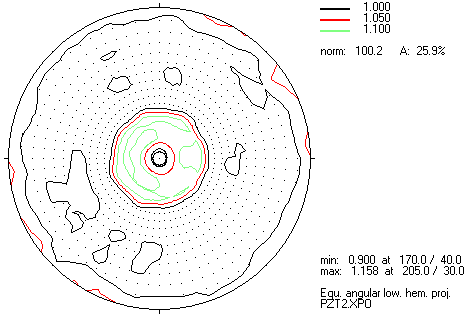 1.000
1.050
1.100
norm: 100.2 A: 25.9%
min: 0.900 at 170.0 / 40.0
max: 1.158 at 205.0 / 30.0
Equ. angular low. hem. proj.
PZT2.XPO